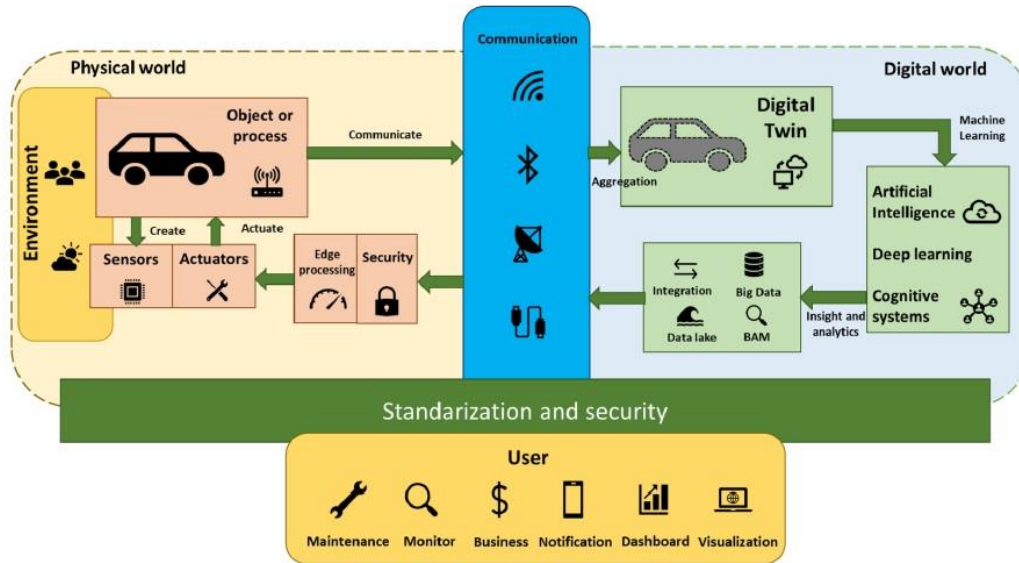 Communication
Physical world
Digital world
Environment
Object or
process
Communicate
Create
Actuate
Sensors
Actuators
Edge
processing
Security
Aggregation
Digital
Twin
Machine
Learning
Artificial
Intelligence
Deep learning
Cognitive
systems
Insight and
analytics
Integration
Big Data
Data lake
BAM
Standarization and security
User
Maintenance
Monitor
Business
Notification
Dashboard
Visualization